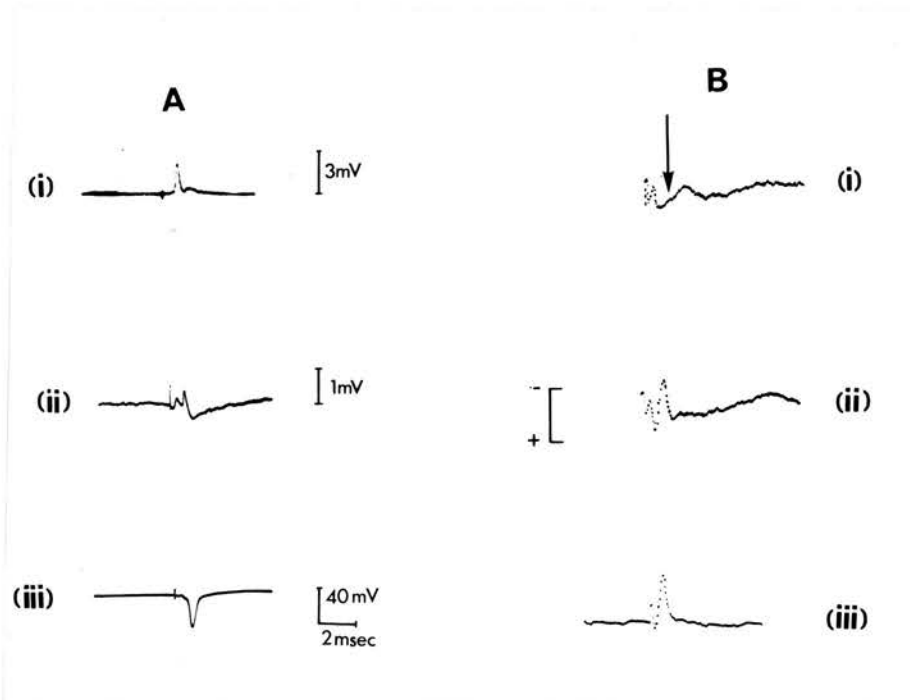 A
B
(i)
3mV
(i)
(ii)
1mV
-
+
(ii)
(iii)
40 mV
2msec
(iii)